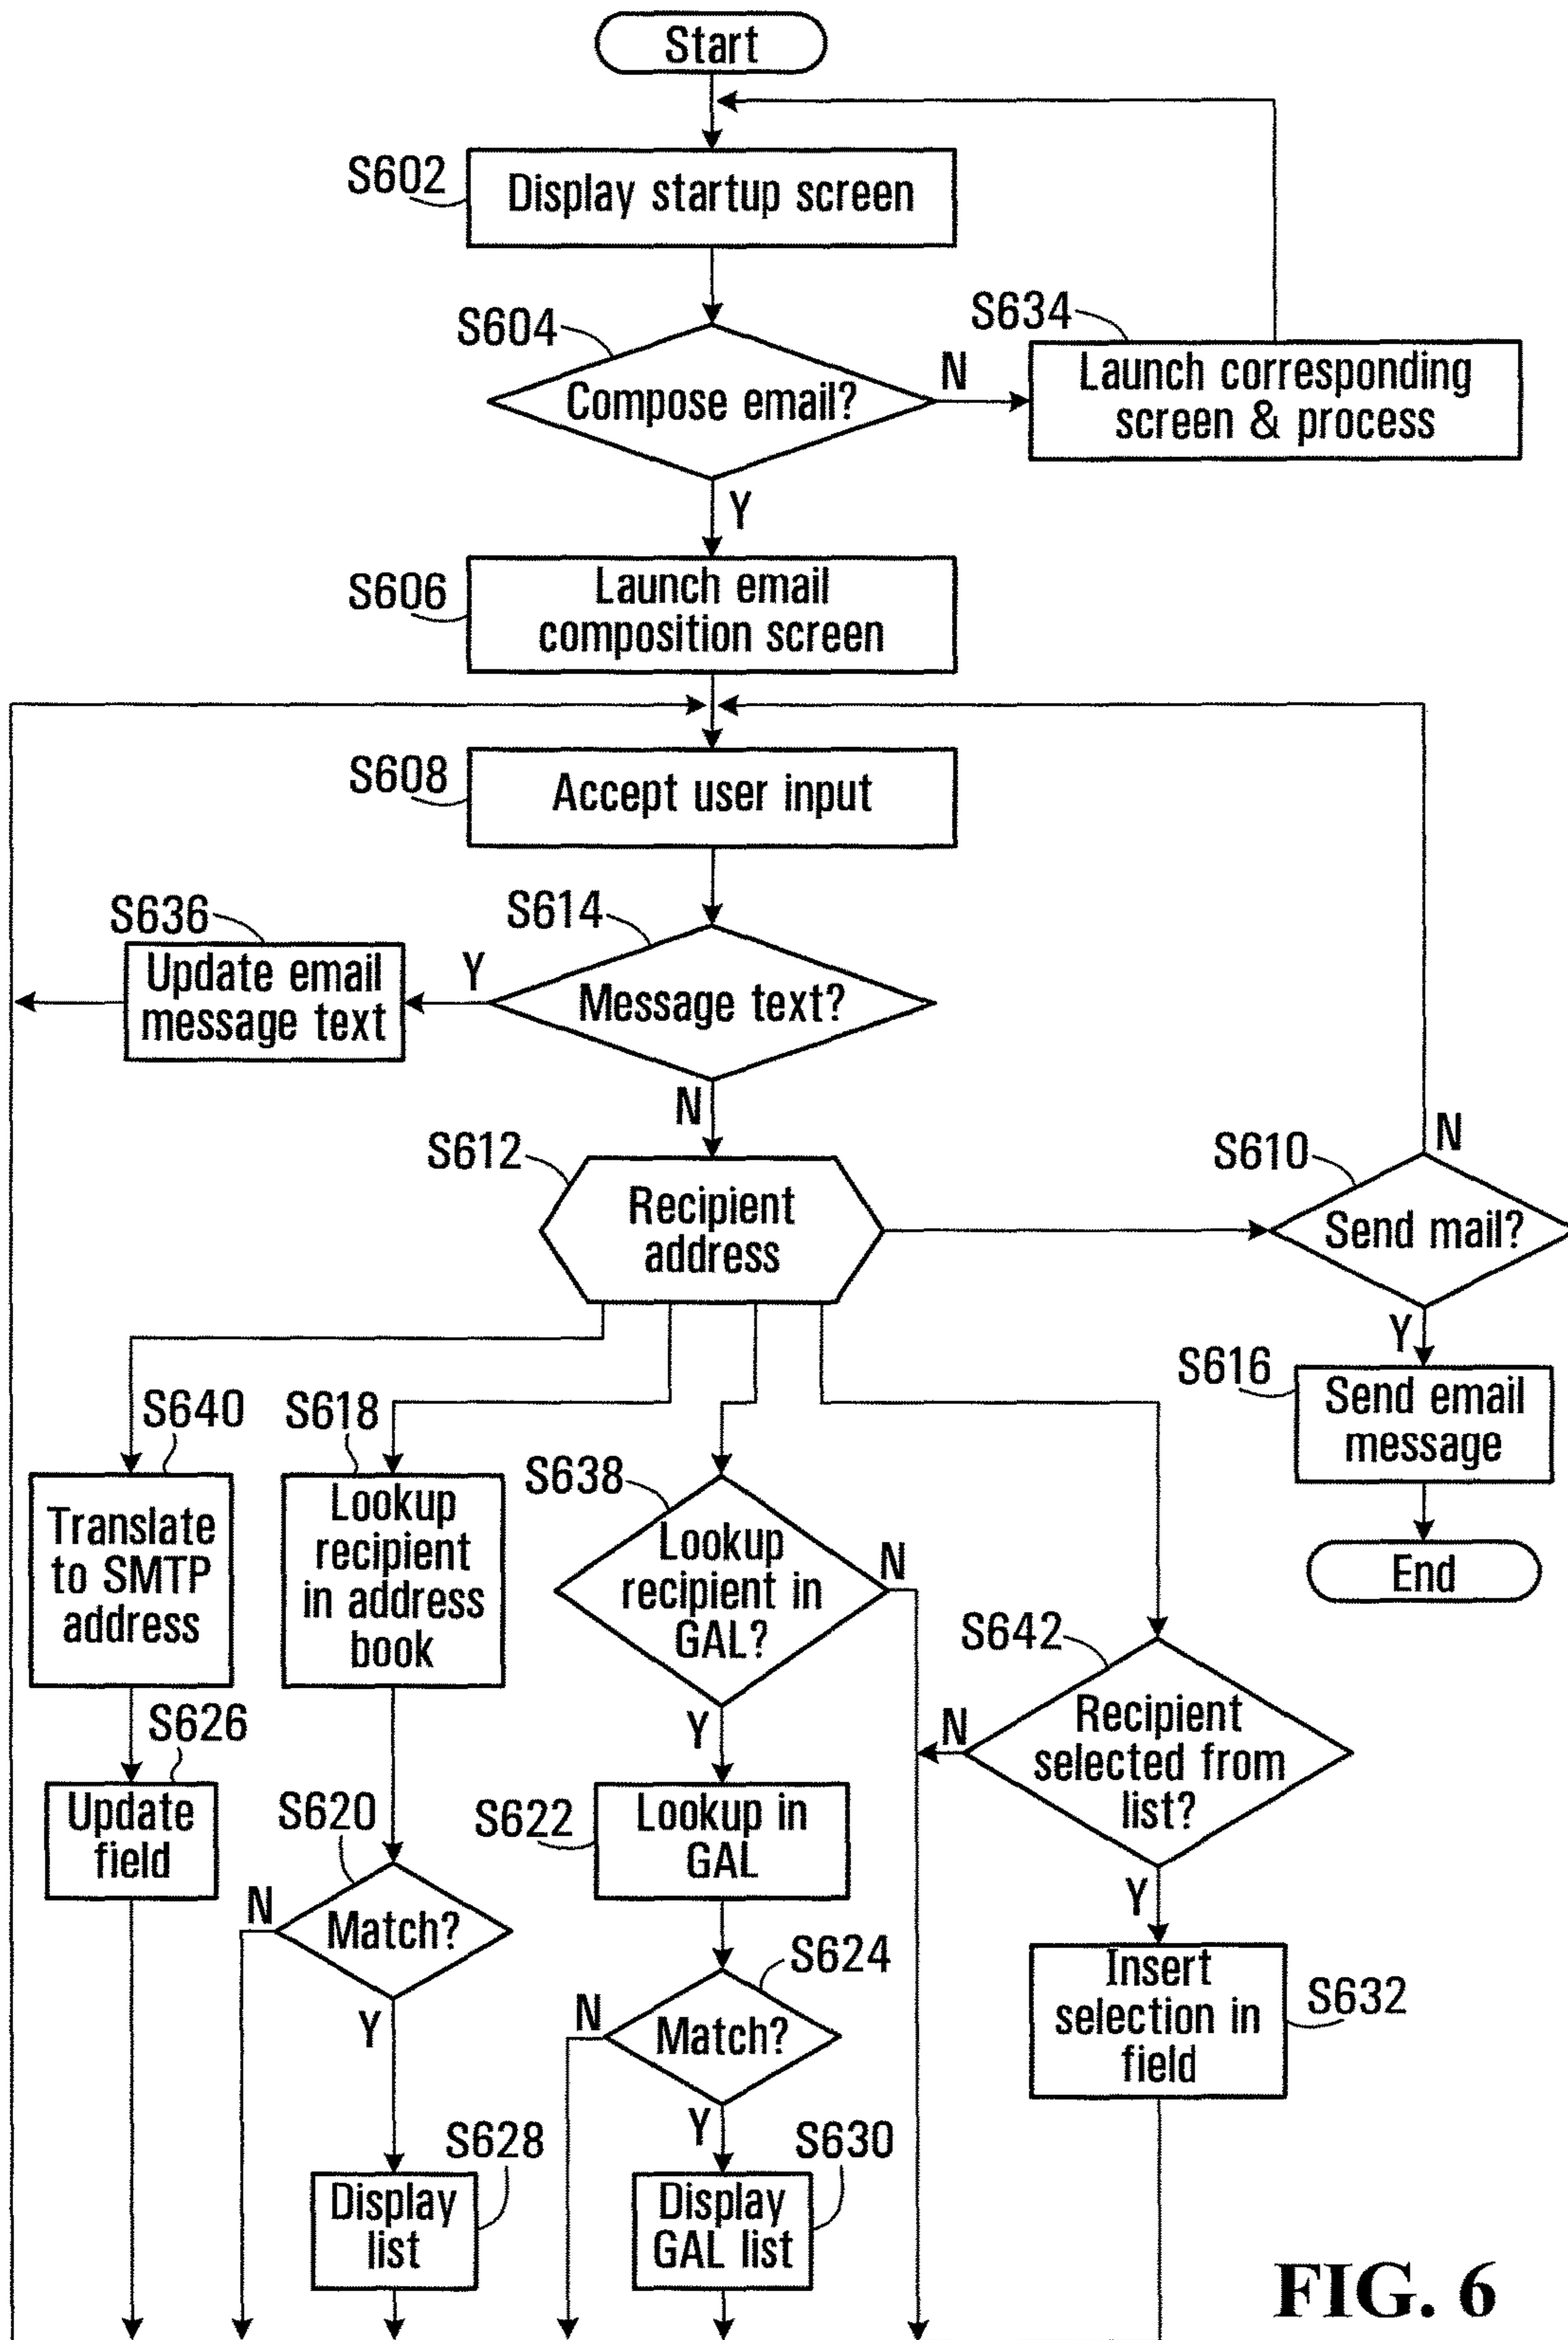 Start
S602
Display startup screen
S604
Compose email?
N
S634
Launch corresponding
screen & process
Y
S606
Launch email
composition screen
S608
Accept user input
S636
Update email
message text
Y
S614
Message text?
N
S612
Recipient
address
S610
N
Send mail?
Y
S616
Send email
message
End
S640
Translate
to SMTP
address
S626
Update
field
S618
Lookup
recipient
in address
book
S620
N
Match?
Y
S628
Display
list
S638
Lookup
recipient in
GAL?
N
Y
S622
Lookup in
GAL
S624
N
Match?
Y
S630
Display
GAL list
S642
N
Recipient
selected from
list?
Y
Insert
selection in
field
S632
FIG. 6